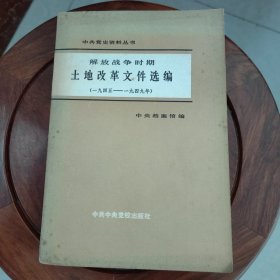 中共党史资料丛书
解放战争时期
土地改革文件选编
(一九四五——一九四九年)
中央档案馆编
中共中央党校出版社